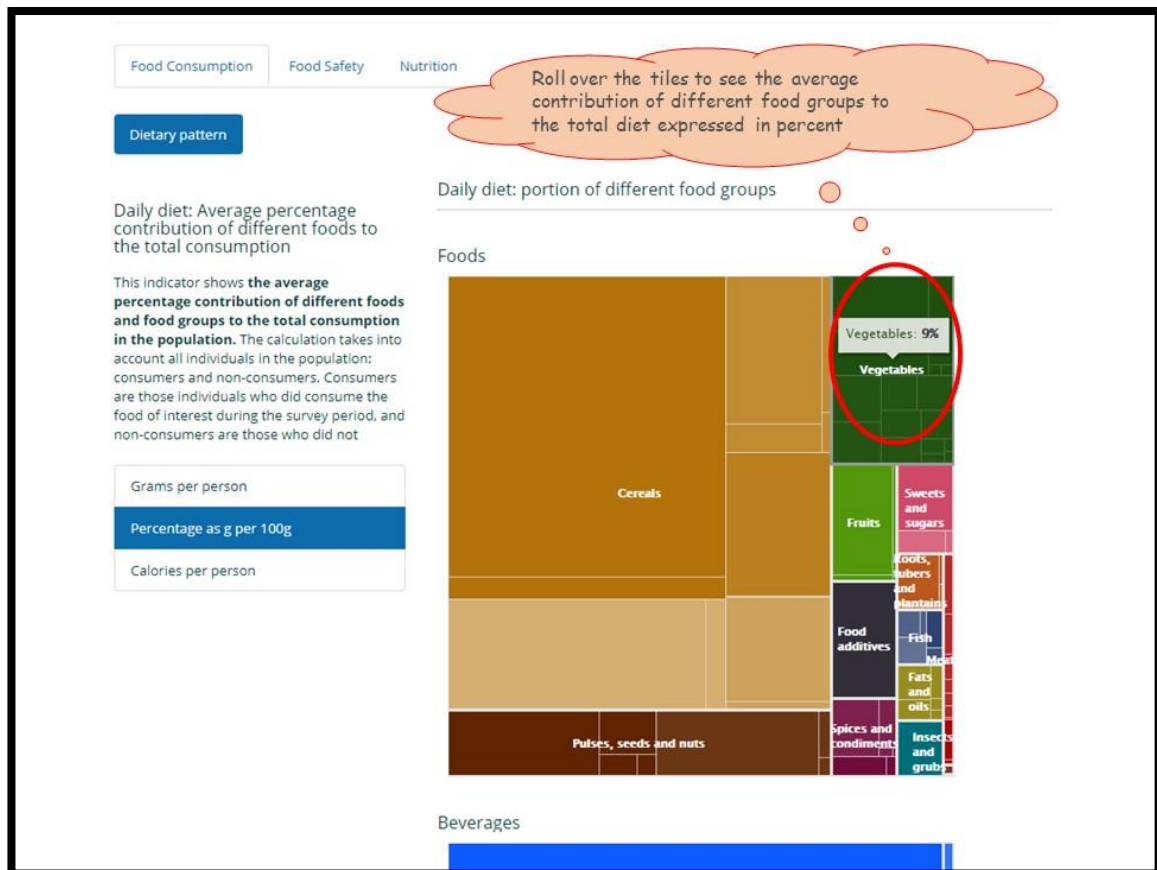 Food Consumption
Food Safety
Nutrition
Roll over the tiles to see the average
contribution of different food groups to
the total diet expressed in percent
Dietary pattern
Daily diet: Average percentage
contribution of different foods to
the total consumption
This indicator shows the average
percentage contribution of different foods
and food groups to the total consumption
in the population. The calculation takes into
account all individuals in the population:
consumers and non-consumers. Consumers
are those individuals who did consume the
food of interest during the survey period, and
non-consumers are those who did not
Grams per person
Percentage as g per 100g
Calories per person
Daily diet: portion of different food groups
Foods
Vegetables: 9%
Vegetables
Cereals
Fruits
Sweets
and
sugars
Roots,
tubers
and
plantains
Food
additives
Fish
Meat
Fats
and
oils
Pulses, seeds and nuts
Spices and
condiments
Insects
and
grubs
Beverages